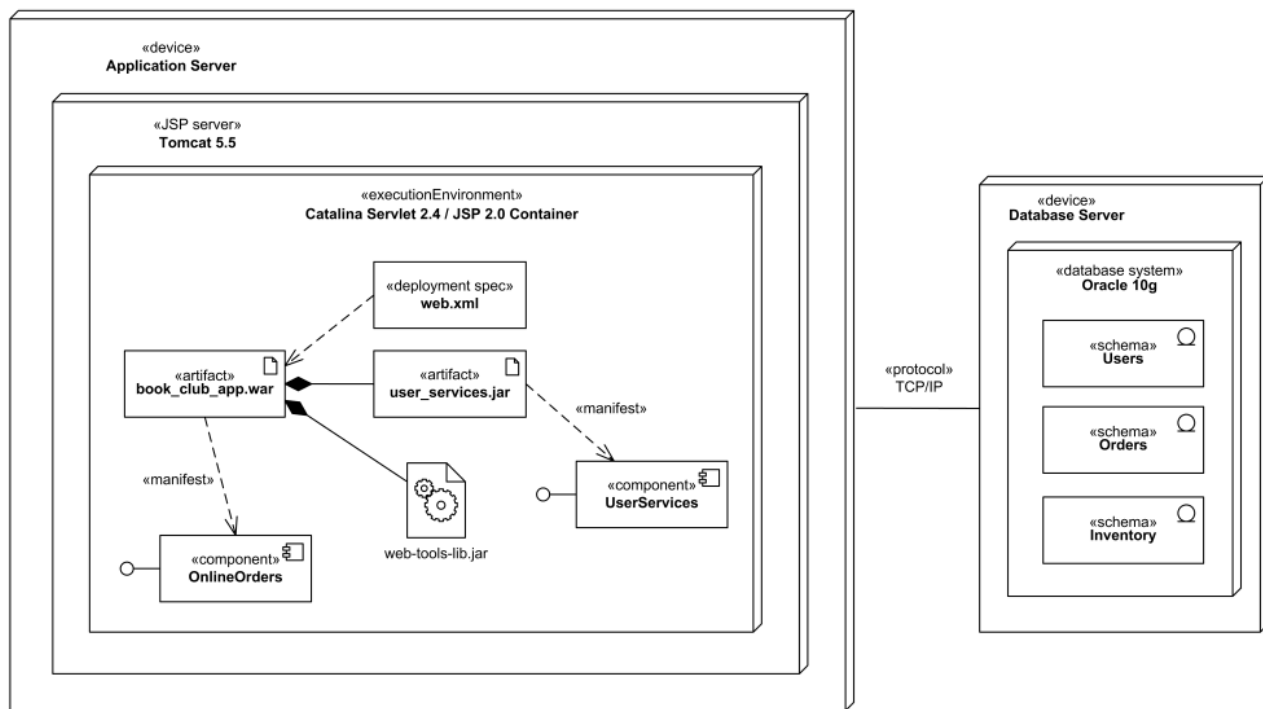 «device»
Application Server
«JSP server»
Tomcat 5.5
«executionEnvironment»
Catalina Servlet 2.4 / JSP 2.0 Container
«deployment spec»
web.xml
«artifact»
book_club_app.war
«artifact»
user_services.jar
«manifest»
«manifest»
«component»
UserServices
web-tools-lib.jar
«component»
OnlineOrders
«protocol»
TCP/IP
«device»
Database Server
«database system»
Oracle 10g
«schema»
Users
«schema»
Orders
«schema»
Inventory